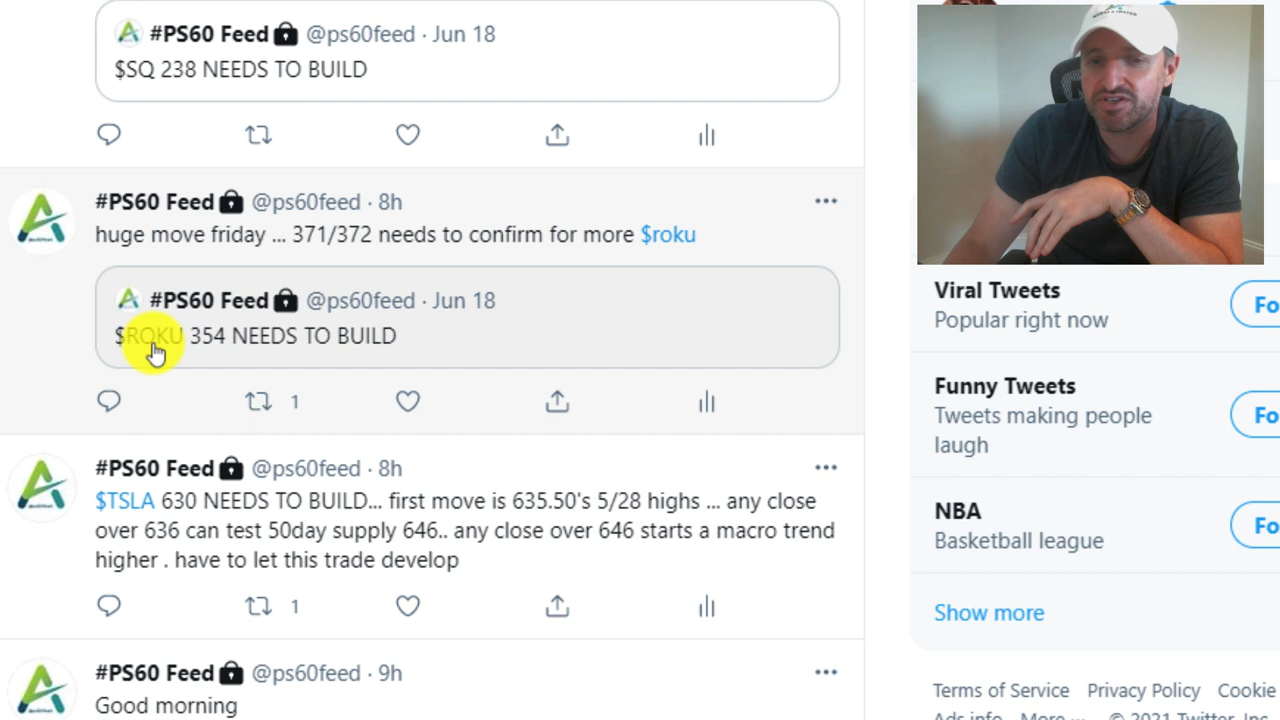 #PS60 Feed @ps60feed · Jun 18
$SQ 238 NEEDS TO BUILD
#PS60 Feed @ps60feed · 8h
huge move friday ... 371/372 needs to confirm for more $roku
#PS60 Feed @ps60feed · Jun 18
$ROKU 354 NEEDS TO BUILD
1
#PS60 Feed @ps60feed · 8h
$TSLA 630 NEEDS TO BUILD... first move is 635.50's 5/28 highs ... any close
over 636 can test 50day supply 646.. any close over 646 starts a macro trend
higher . have to let this trade develop
1
#PS60 Feed @ps60feed · 9h
Good morning
Viral Tweets
Popular right now
Fo
Funny Tweets
Tweets making people
laugh
Fo
NBA
Basketball league
Fo
Show more
Terms of Service Privacy Policy Cookie
Ads info More ··· © 2021 Twitter, Inc.